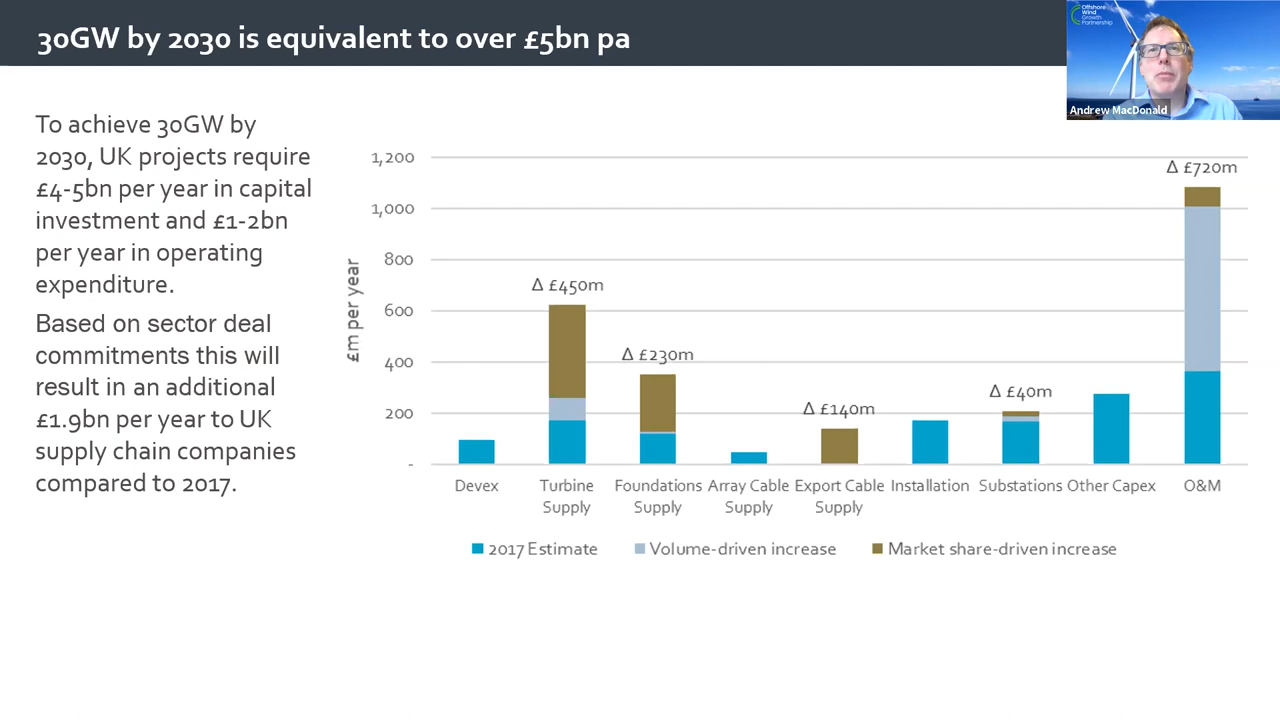 30GW by 2030 is equivalent to over £5bn pa
Offshore
Wind
Growth
Partnership
Andrew MacDonald
To achieve 30GW by
2030, UK projects require
£4-5bn per year in capital
investment and £1-2bn
per year in operating
expenditure.
Based on sector deal
commitments this will
result in an additional
£1.9bn per year to UK
supply chain companies
compared to 2017.
£m per year
1,200
1,000
800
600
400
200
-
Δ £450m
Δ £230m
Δ £140m
Δ £40m
Δ £720m
Devex
Turbine
Supply
Foundations
Supply
Array Cable
Supply
Export Cable
Supply
Installation
Substations
Other Capex
O&M
2017 Estimate
Volume-driven increase
Market share-driven increase